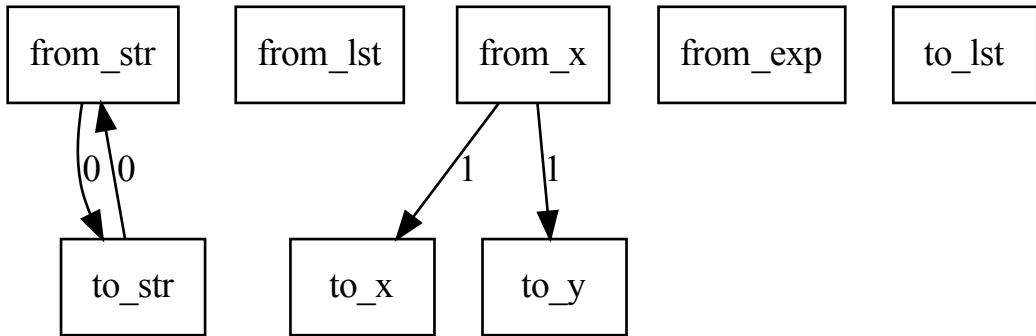 from_str
from_lst
from_x
from_exp
to_lst
0
0
1
1
to_str
to_x
to_y